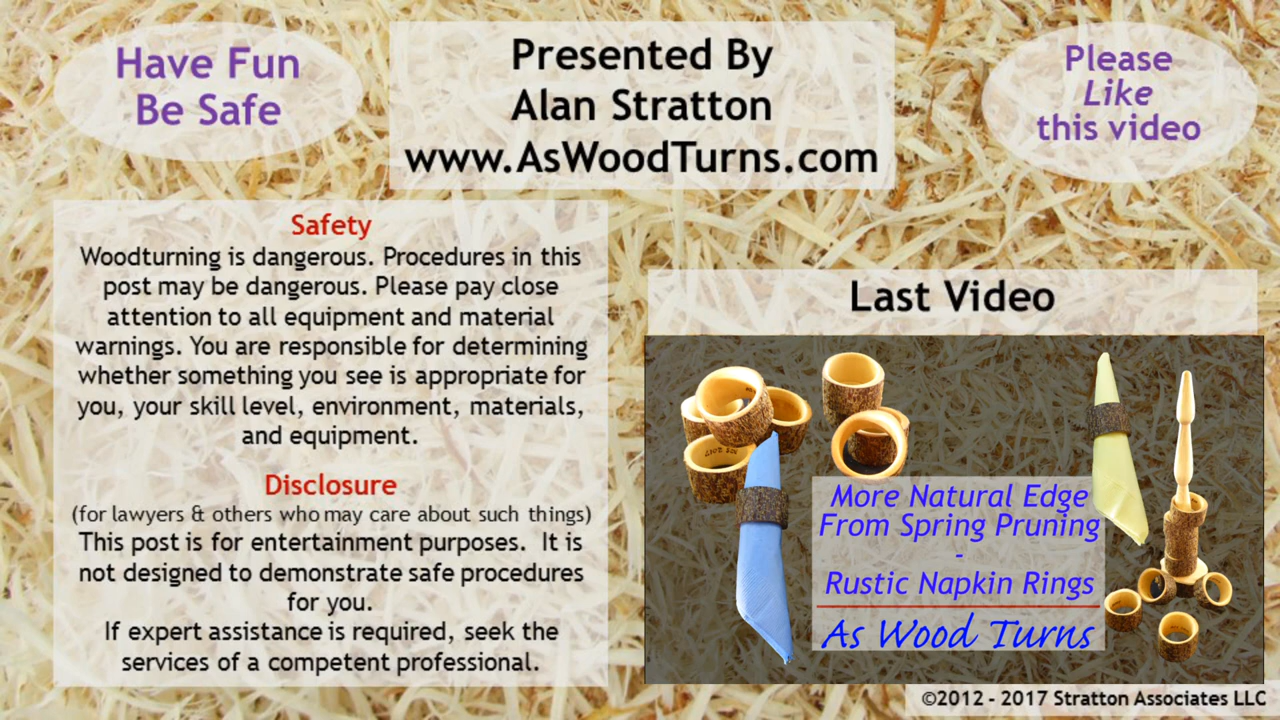 Have Fun
Be Safe
Presented By
Alan Stratton
www.AsWoodTurns.com
Please
Like
this video
Safety
Woodturning is dangerous. Procedures in this
post may be dangerous. Please pay close
attention to all equipment and material
warnings. You are responsible for determining
whether something you see is appropriate for
you, your skill level, environment, materials,
and equipment.
Disclosure
(for lawyers & others who may care about such things)
This post is for entertainment purposes. It is
not designed to demonstrate safe procedures
for you.
If expert assistance is required, seek the
services of a competent professional.
Last Video
More Natural Edge
From Spring Pruning
-
Rustic Napkin Rings
As Wood Turns
©2012 - 2017 Stratton Associates LLC